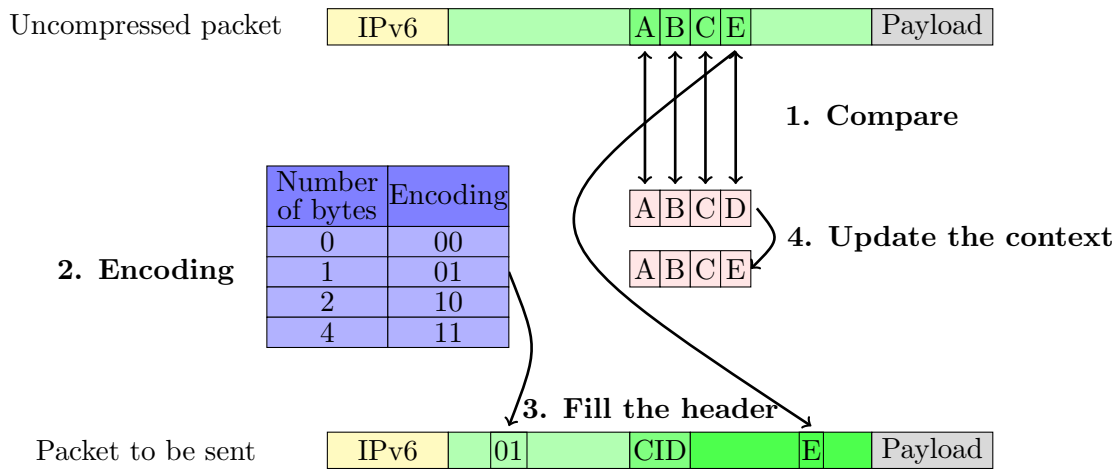 Uncompressed packet IPv6 A B C E Payload
1. Compare
Number of bytes Encoding
A B C D
0 00
4. Update the context
2. Encoding
1 01
A B C E
2 10
4 11
3. Fill the header
Packet to be sent IPv6 01 CID E Payload